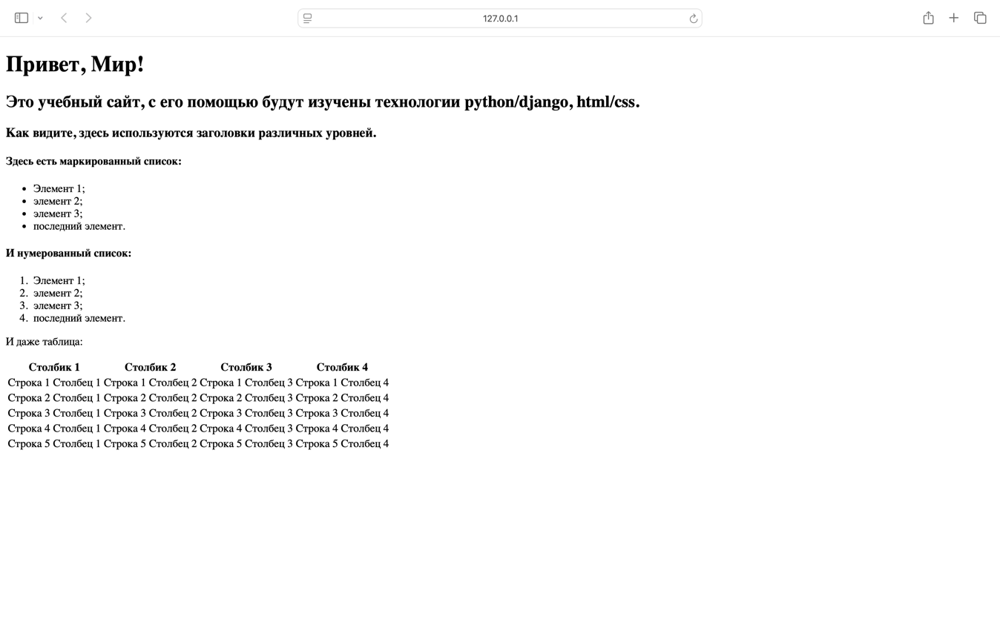 127.0.0.1
Привет, Мир!
Это учебный сайт, с его помощью будут изучены технологии python/django, html/css.
Как видите, здесь используются заголовки различных уровней.
Здесь есть маркированный список:
• Элемент 1;
• элемент 2;
• элемент 3;
• последний элемент.
И нумерованный список:
1. Элемент 1;
2. элемент 2;
3. элемент 3;
4. последний элемент.
И даже таблица:
Столбик 1 Столбик 2 Столбик 3 Столбик 4
Строка 1 Столбец 1 Строка 1 Столбец 2 Строка 1 Столбец 3 Строка 1 Столбец 4
Строка 2 Столбец 1 Строка 2 Столбец 2 Строка 2 Столбец 3 Строка 2 Столбец 4
Строка 3 Столбец 1 Строка 3 Столбец 2 Строка 3 Столбец 3 Строка 3 Столбец 4
Строка 4 Столбец 1 Строка 4 Столбец 2 Строка 4 Столбец 3 Строка 4 Столбец 4
Строка 5 Столбец 1 Строка 5 Столбец 2 Строка 5 Столбец 3 Строка 5 Столбец 4